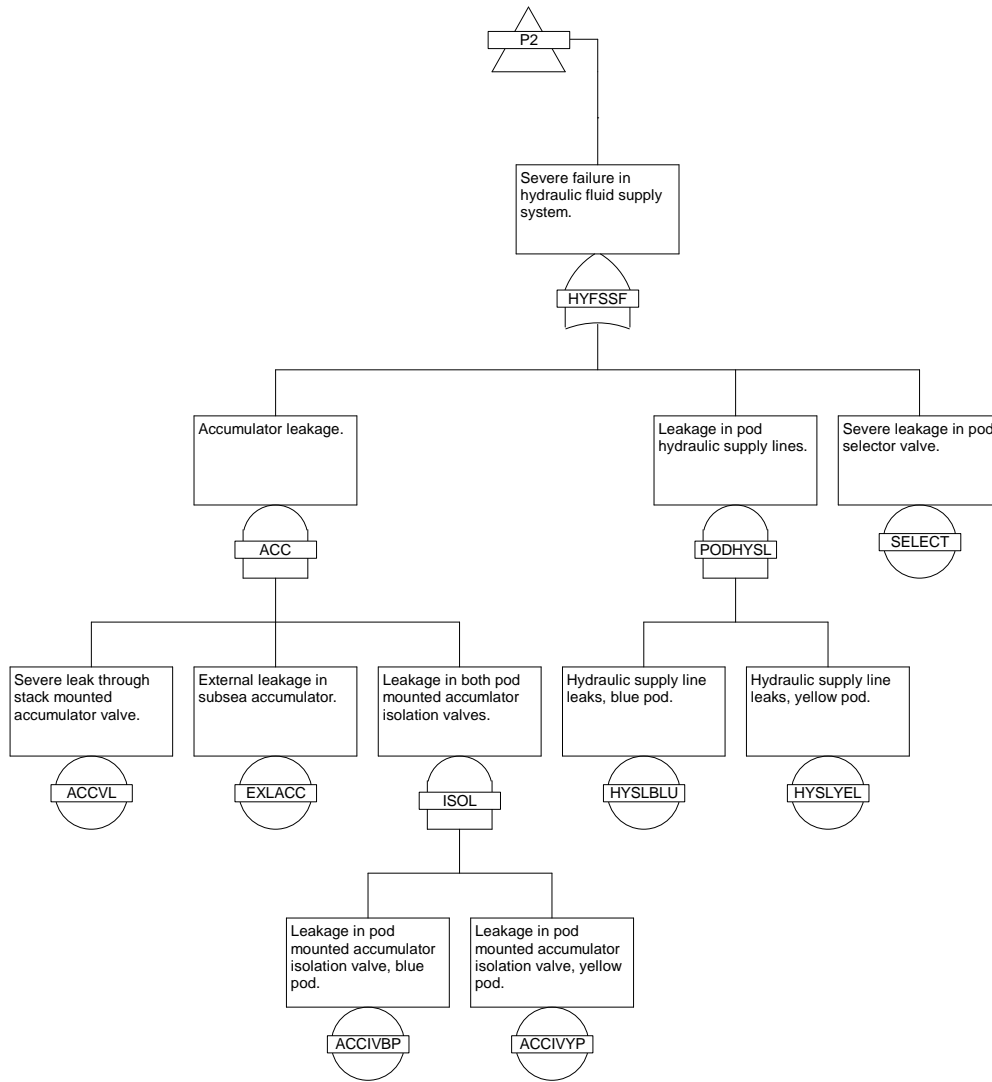 P2
Severe failure in
hydraulic fluid supply
system.
HYFSSF
Accumulator leakage.
ACC
Leakage in pod
hydraulic supply lines.
PODHYSL
Severe leakage in pod
selector valve.
SELECT
Severe leak through
stack mounted
accumulator valve.
ACCVL
External leakage in
subsea accumulator.
EXLACC
Leakage in both pod
mounted accumlator
isolation valves.
ISOL
Hydraulic supply line
leaks, blue pod.
HYSLBLU
Hydraulic supply line
leaks, yellow pod.
HYSLYEL
Leakage in pod
mounted accumulator
isolation valve, blue
pod.
ACCIVBP
Leakage in pod
mounted accumulator
isolation valve, yellow
pod.
ACCIVYP